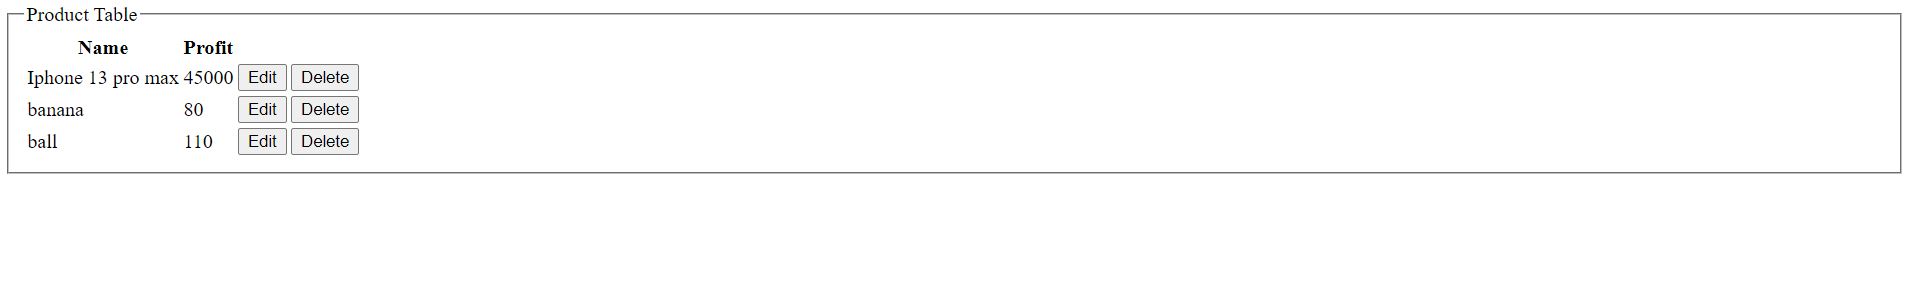 Product Table
Name Profit
Iphone 13 pro max 45000 Edit Delete
banana 80 Edit Delete
ball 110 Edit Delete